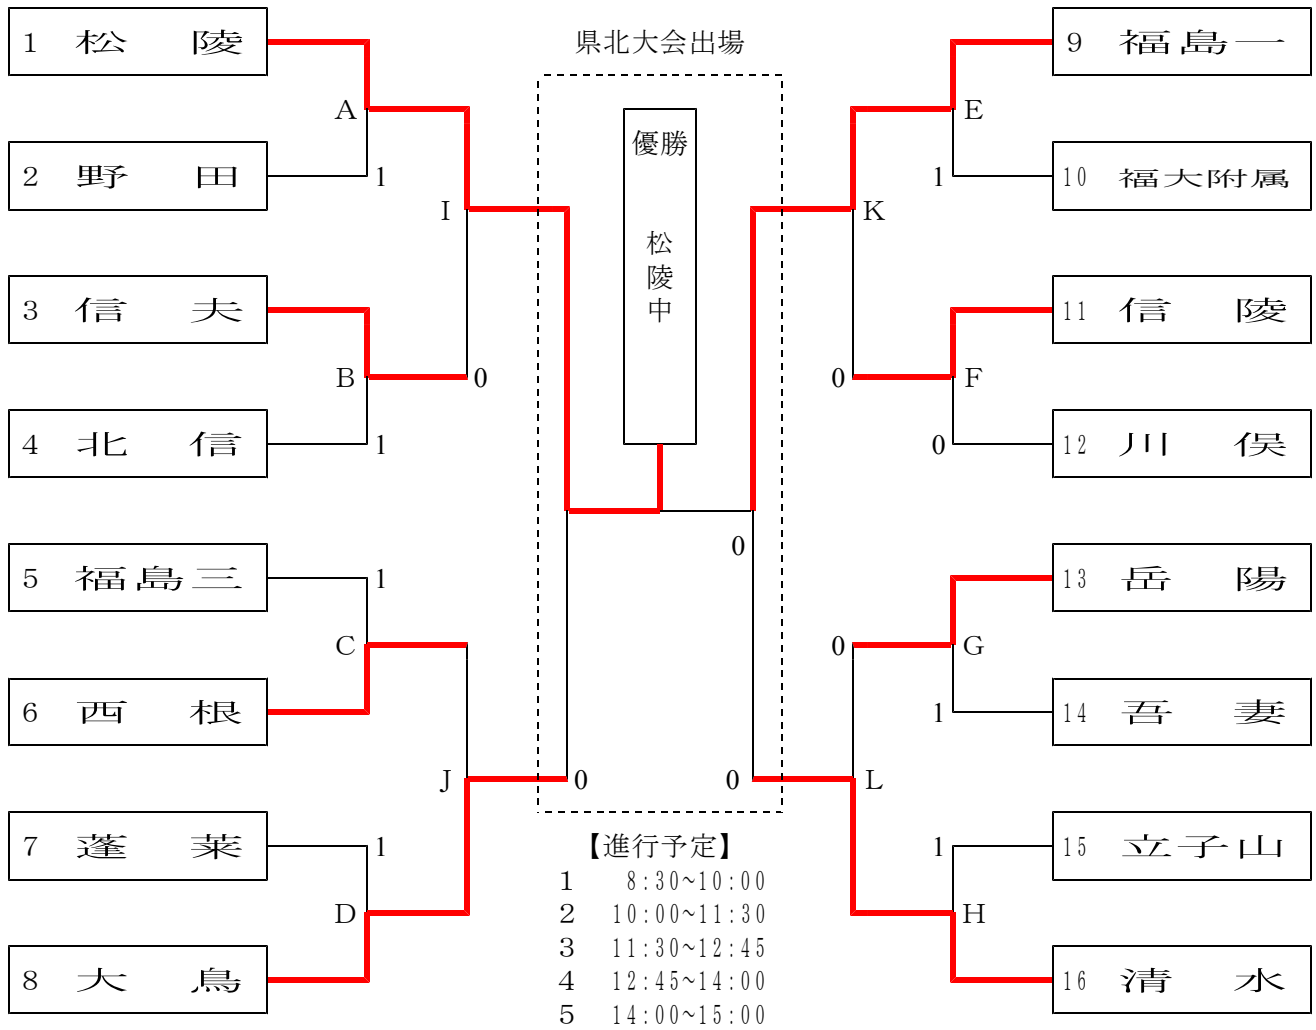 県北大会出場
優勝
松陵中
1 松 陵
2 野 田
3 信 夫
4 北 信
5 福島三
6 西 根
7 蓬 莱
8 大 鳥
A
1
I
B
0
1
1
C
J
0
1
D
9 福島一
10 福大附属
11 信 陵
12 川 俣
13 岳 陽
14 吾 妻
15 立子山
16 清 水
E
1
K
0
F
0
0
0
G
1
0
L
1
H
【進行予定】
1 8:30~10:00
2 10:00~11:30
3 11:30~12:45
4 12:45~14:00
5 14:00~15:00